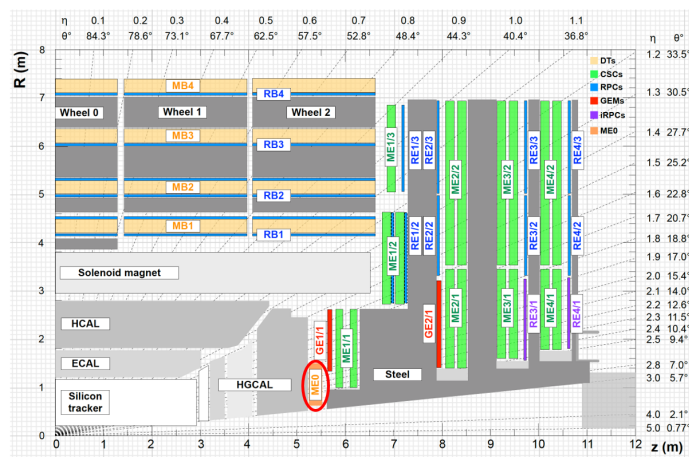 η 0.1 0.2 0.3 0.4 0.5 0.6 0.7 0.8 0.9 1.0 1.1 η θ°
θ° 84.3° 78.6° 73.1° 67.7° 62.5° 57.5° 52.8° 48.4° 44.3° 40.4° 36.8°
R (m)
8
7
6
5
4
3
2
1
0
1.2 33.5°
1.3 30.5°
1.4 27.7°
1.5 25.2°
1.6 22.8°
1.7 20.7°
1.8 18.8°
1.9 17.0°
2.0 15.4°
2.1 14.0°
2.2 12.6°
2.3 11.5°
2.4 10.4°
2.5 9.4°
2.8 7.0°
3.0 5.7°
4.0 2.1°
5.0 0.77°
DTs
CSCs
RPCs
GEMs
iRPCs
ME0
MB4
RB4
Wheel 0
Wheel 1
Wheel 2
MB3
RB3
MB2
RB2
MB1
RB1
Solenoid magnet
HCAL
ECAL
Silicon
tracker
HGCAL
Steel
ME0
GE1/1
ME1/1
ME1/2
ME1/3
RE1/3
RE2/3
RE1/2
RE2/2
GE2/1
ME2/2
ME2/1
ME3/2
ME3/1
RE3/3
RE3/2
RE3/1
ME4/2
ME4/1
RE4/3
RE4/2
RE4/1
0 1 2 3 4 5 6 7 8 9 10 11 12
z (m)